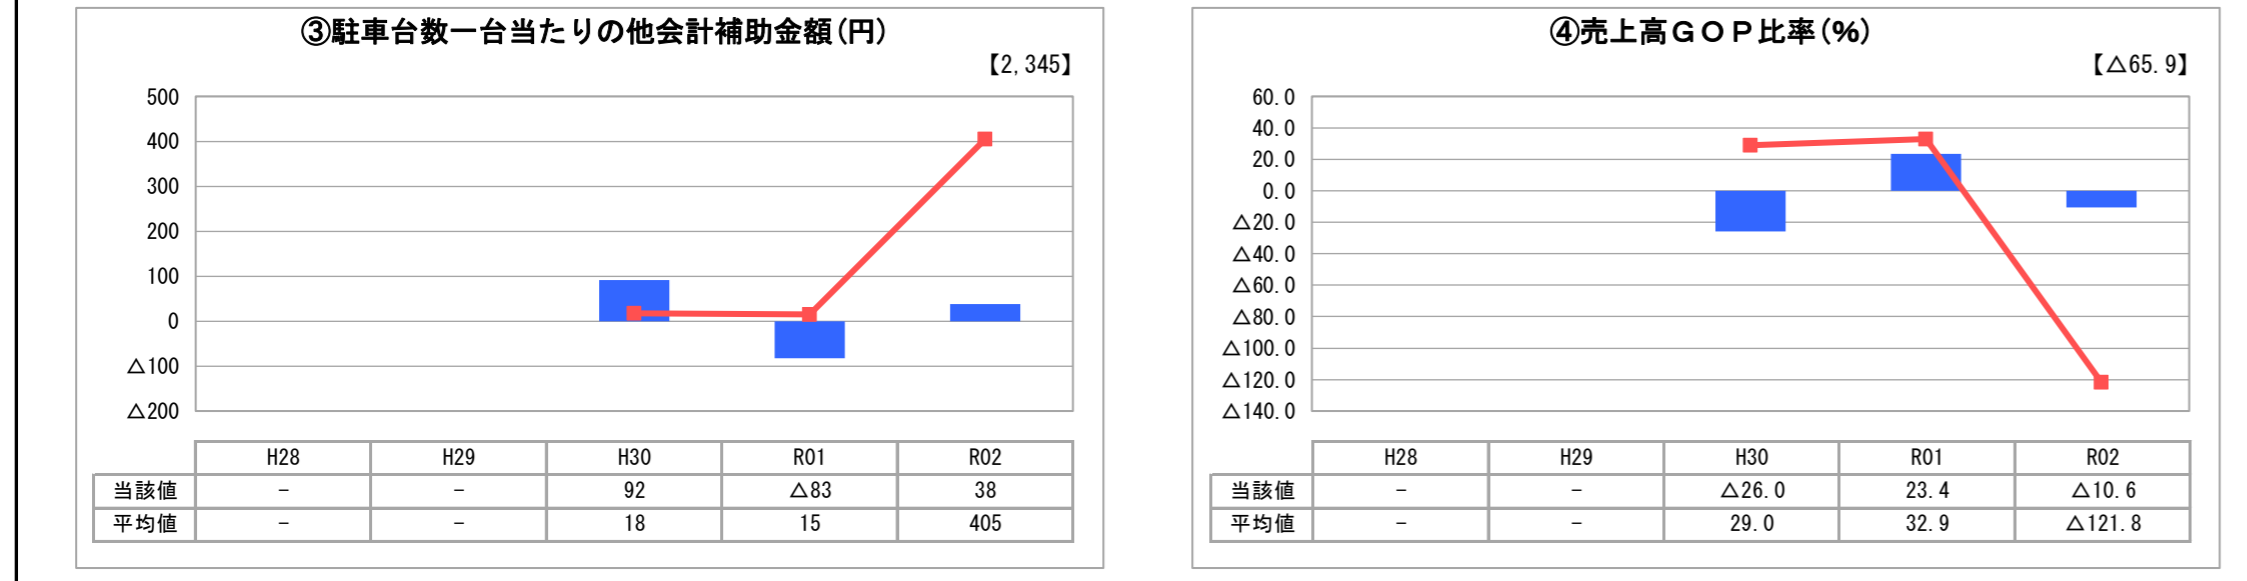 ③駐車台数一台当たりの他会計補助金額(円)
【2,345】
500
400
300
200
100
0
△100
△200
H28 H29 H30 R01 R02
当該値 - - 92 △83 38
平均値 - - 18 15 405
④売上高ＧＯＰ比率(%)
【△65.9】
60.0
40.0
20.0
0.0
△20.0
△40.0
△60.0
△80.0
△100.0
△120.0
△140.0
H28 H29 H30 R01 R02
当該値 - - △26.0 23.4 △10.6
平均値 - - 29.0 32.9 △121.8